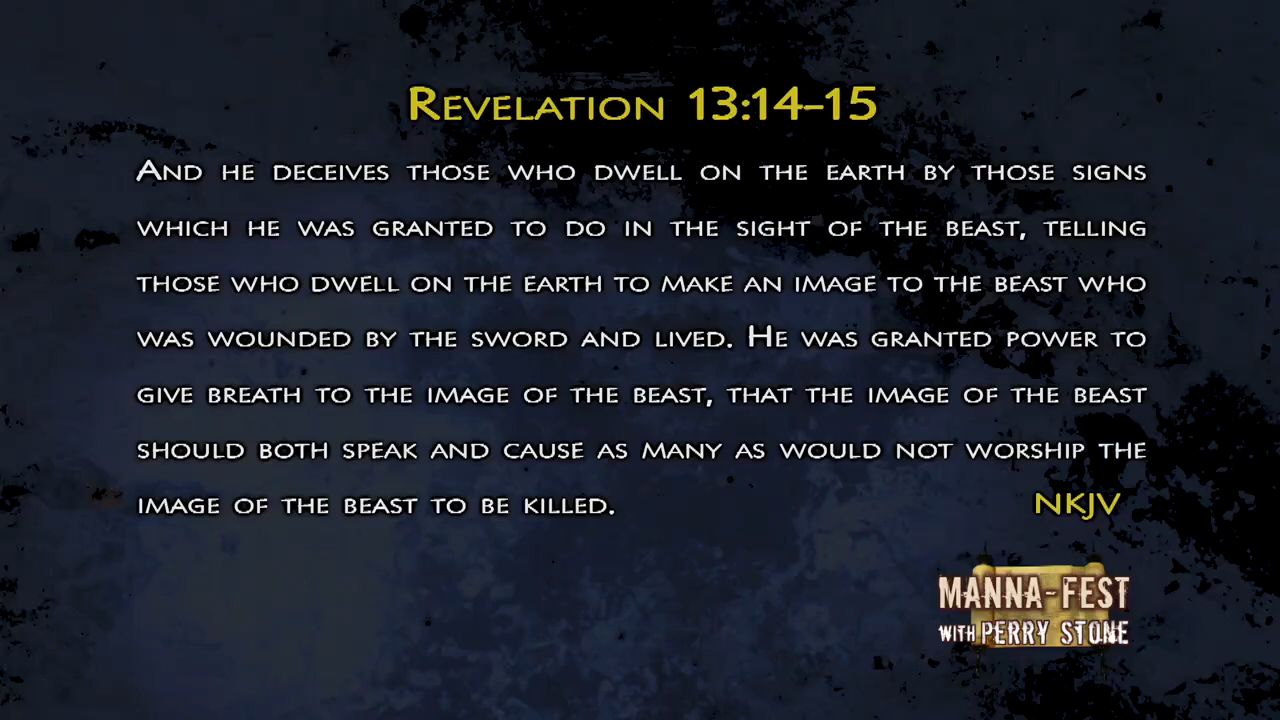 Revelation 13:14-15
And he deceives those who dwell on the earth by those signs
which he was granted to do in the sight of the beast, telling
those who dwell on the earth to make an image to the beast who
was wounded by the sword and lived. He was granted power to
give breath to the image of the beast, that the image of the beast
should both speak and cause as many as would not worship the
image of the beast to be killed.
NKJV
MANNA-FEST
WITH PERRY STONE